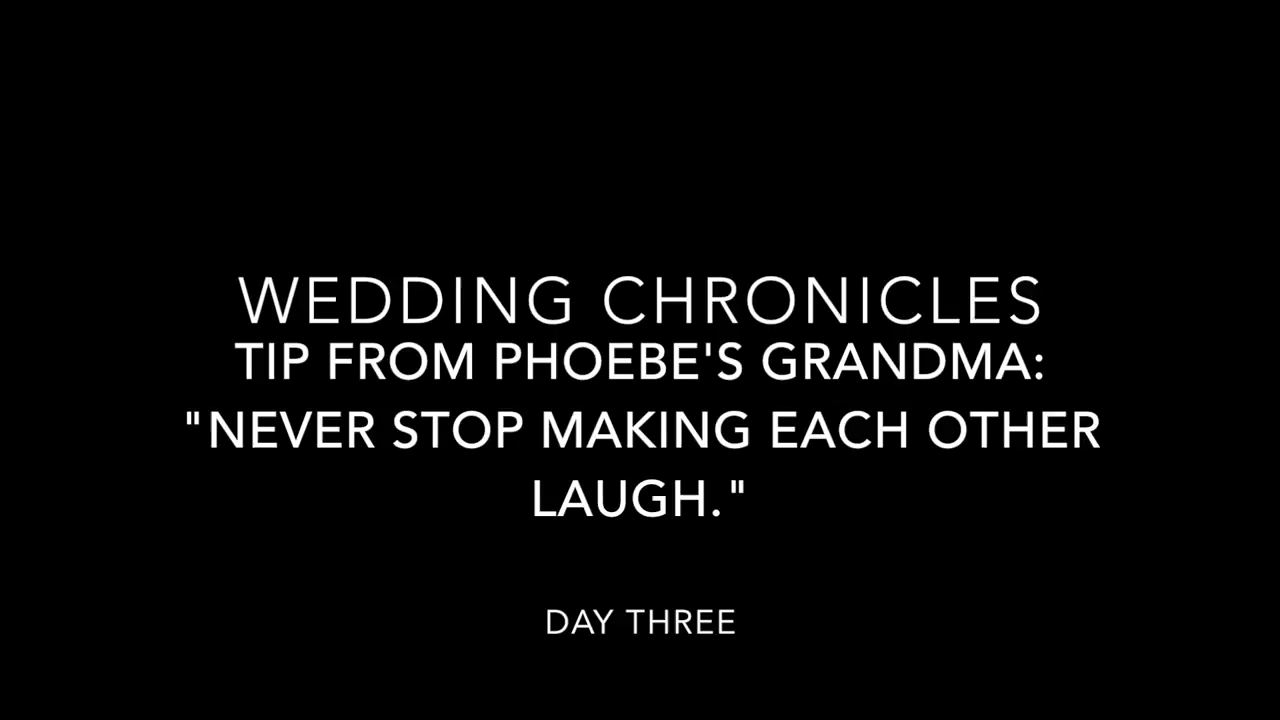 WEDDING CHRONICLES
TIP FROM PHOEBE'S GRANDMA:
"NEVER STOP MAKING EACH OTHER
LAUGH."
DAY THREE